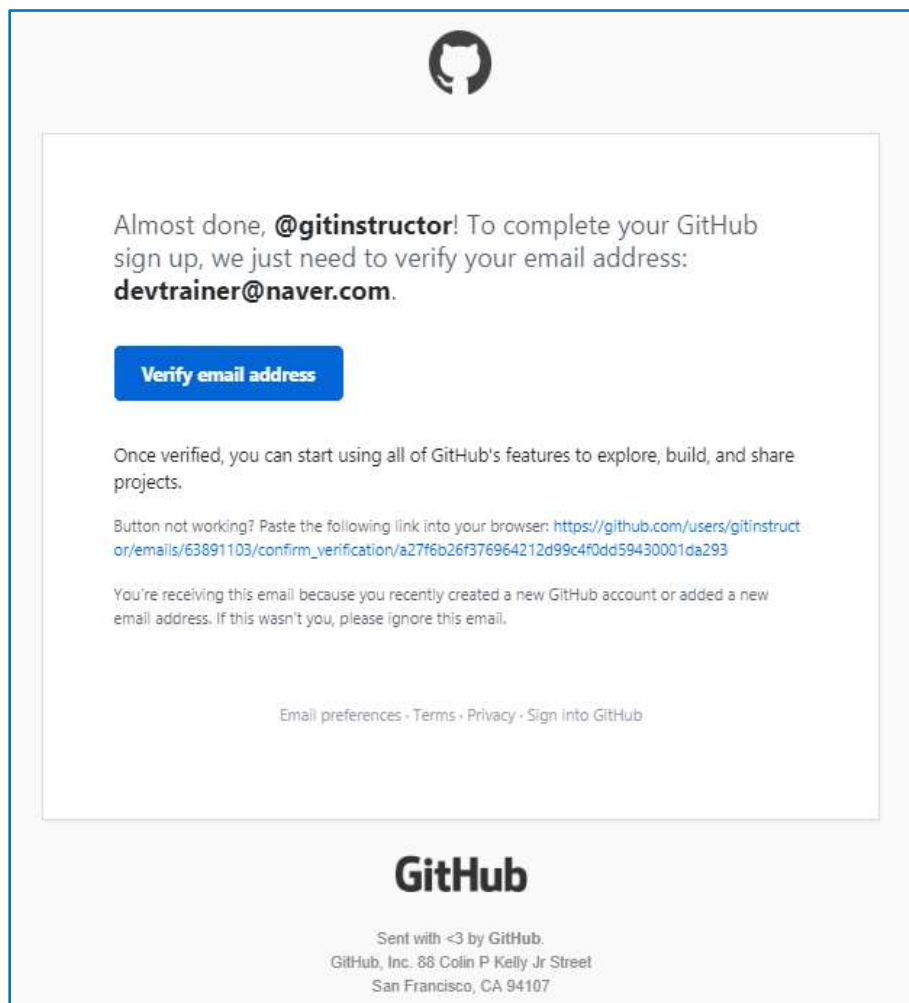 Almost done, @gitinstructor! To complete your GitHub
sign up, we just need to verify your email address:
devtrainer@naver.com.
Verify email address
Once verified, you can start using all of GitHub's features to explore, build, and share
projects.
Button not working? Paste the following link into your browser: https://github.com/users/gitinstruct
or/emails/63891103/confirm_verification/a27f6b26f376964212d99c4f0dd59430001da293
You're receiving this email because you recently created a new GitHub account or added a new
email address. If this wasn't you, please ignore this email.
Email preferences · Terms · Privacy · Sign into GitHub
GitHub
Sent with <3 by GitHub.
GitHub, Inc. 88 Colin P Kelly Jr Street
San Francisco, CA 94107